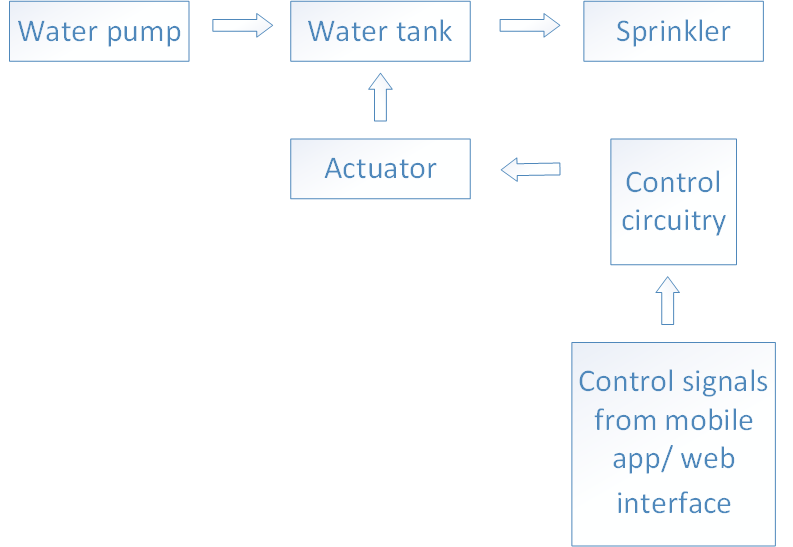 Water pump
Water tank
Sprinkler
Actuator
Control
circuitry
Control signals
from mobile
app/ web
interface